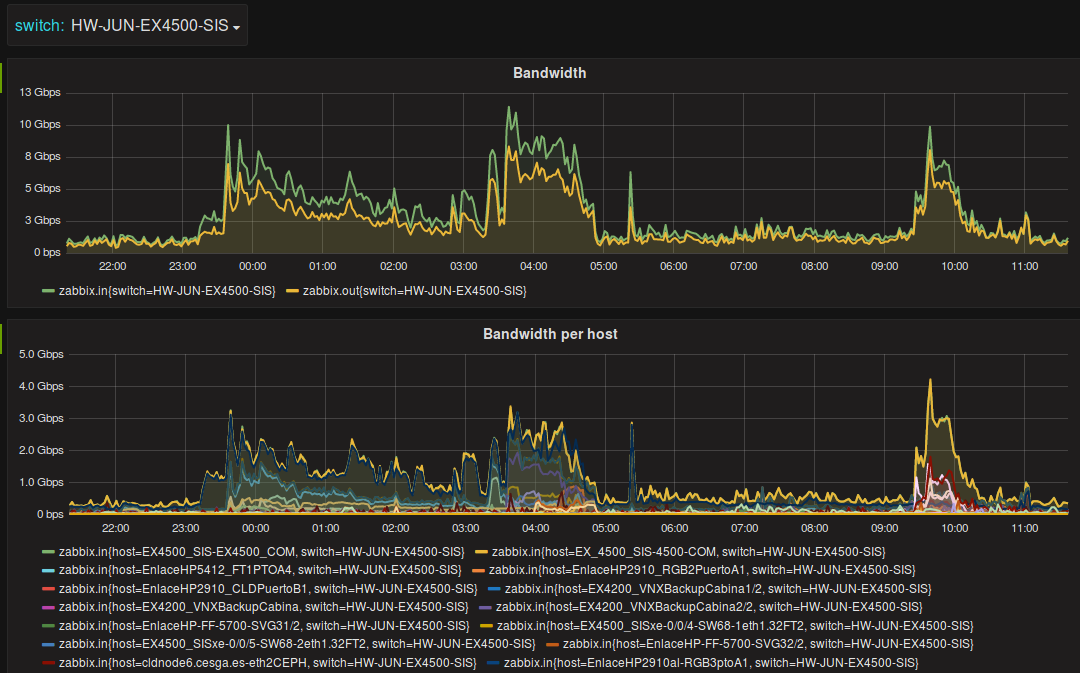 switch: HW-JUN-EX4500-SIS
Bandwidth
13 Gbps
10 Gbps
8 Gbps
5 Gbps
3 Gbps
0 bps
22:00 23:00 00:00 01:00 02:00 03:00 04:00 05:00 06:00 07:00 08:00 09:00 10:00 11:00
zabbix.in{switch=HW-JUN-EX4500-SIS} zabbix.out{switch=HW-JUN-EX4500-SIS}
Bandwidth per host
5.0 Gbps
4.0 Gbps
3.0 Gbps
2.0 Gbps
1.0 Gbps
0 bps
22:00 23:00 00:00 01:00 02:00 03:00 04:00 05:00 06:00 07:00 08:00 09:00 10:00 11:00
zabbix.in{host=EX4500_SIS-EX4500_COM, switch=HW-JUN-EX4500-SIS} zabbix.in{host=EX_4500_SIS-4500-COM, switch=HW-JUN-EX4500-SIS}
zabbix.in{host=EnlaceHP5412_FT1PTOA4, switch=HW-JUN-EX4500-SIS} zabbix.in{host=EnlaceHP2910_RGB2PuertoA1, switch=HW-JUN-EX4500-SIS}
zabbix.in{host=EnlaceHP2910_CLDPuertoB1, switch=HW-JUN-EX4500-SIS} zabbix.in{host=EX4200_VNXBackupCabina1/2, switch=HW-JUN-EX4500-SIS}
zabbix.in{host=EX4200_VNXBackupCabina, switch=HW-JUN-EX4500-SIS} zabbix.in{host=EX4200_VNXBackupCabina2/2, switch=HW-JUN-EX4500-SIS}
zabbix.in{host=EnlaceHP-FF-5700-SVG31/2, switch=HW-JUN-EX4500-SIS} zabbix.in{host=EX4500_SISxe-0/0/4-SW68-1eth1.32FT2, switch=HW-JUN-EX4500-SIS}
zabbix.in{host=EX4500_SISxe-0/0/5-SW68-2eth1.32FT2, switch=HW-JUN-EX4500-SIS} zabbix.in{host=EnlaceHP-FF-5700-SVG32/2, switch=HW-JUN-EX4500-SIS}
zabbix.in{host=cldnode6.cesga.es-eth2CEPH, switch=HW-JUN-EX4500-SIS} zabbix.in{host=EnlaceHP2910al-RGB3ptoA1, switch=HW-JUN-EX4500-SIS}